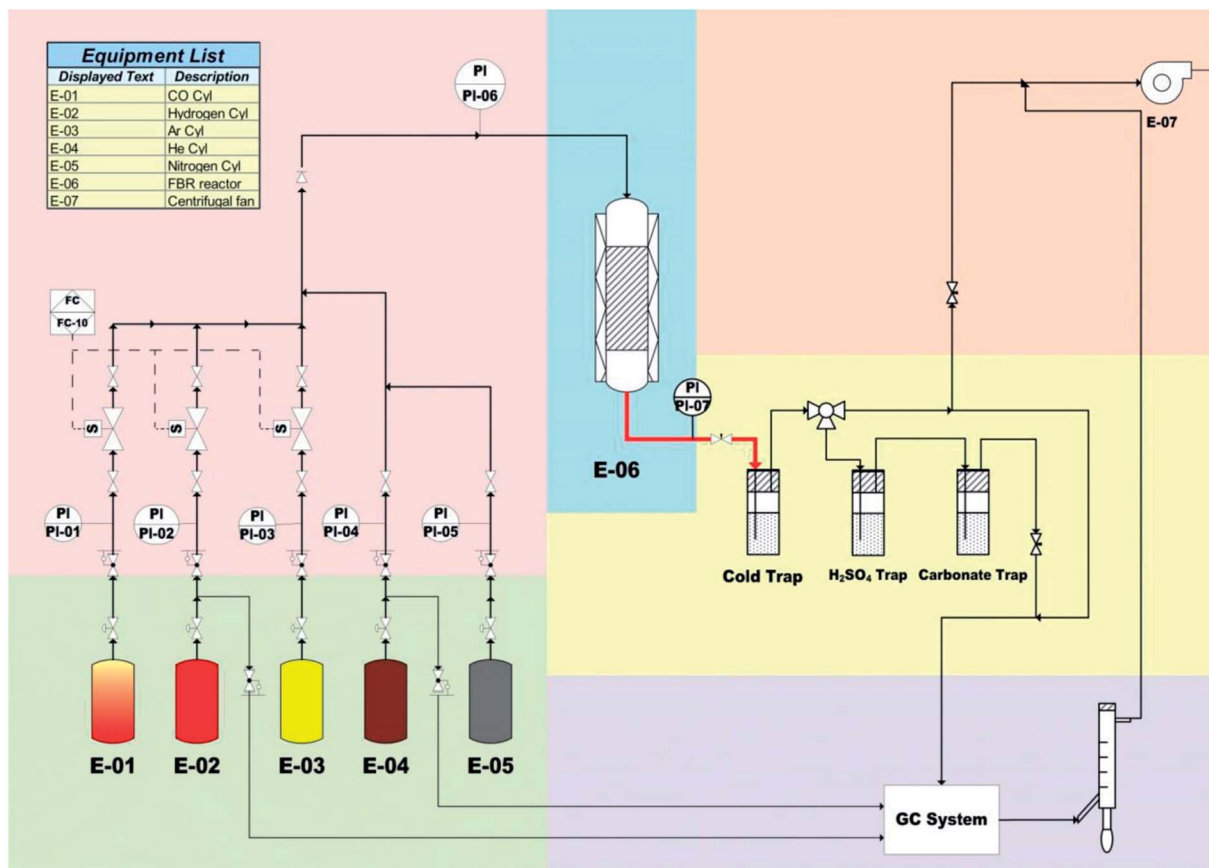 Equipment List
Displayed Text Description
E-01 CO Cyl
E-02 Hydrogen Cyl
E-03 Ar Cyl
E-04 He Cyl
E-05 Nitrogen Cyl
E-06 FBR reactor
E-07 Centrifugal fan
PI
PI-06
E-07
FC
FC-10
PI
PI-07
S
S
S
E-06
PI
PI-01
PI
PI-02
PI
PI-03
PI
PI-04
PI
PI-05
Cold Trap
H₂SO₄ Trap
Carbonate Trap
E-01
E-02
E-03
E-04
E-05
GC System